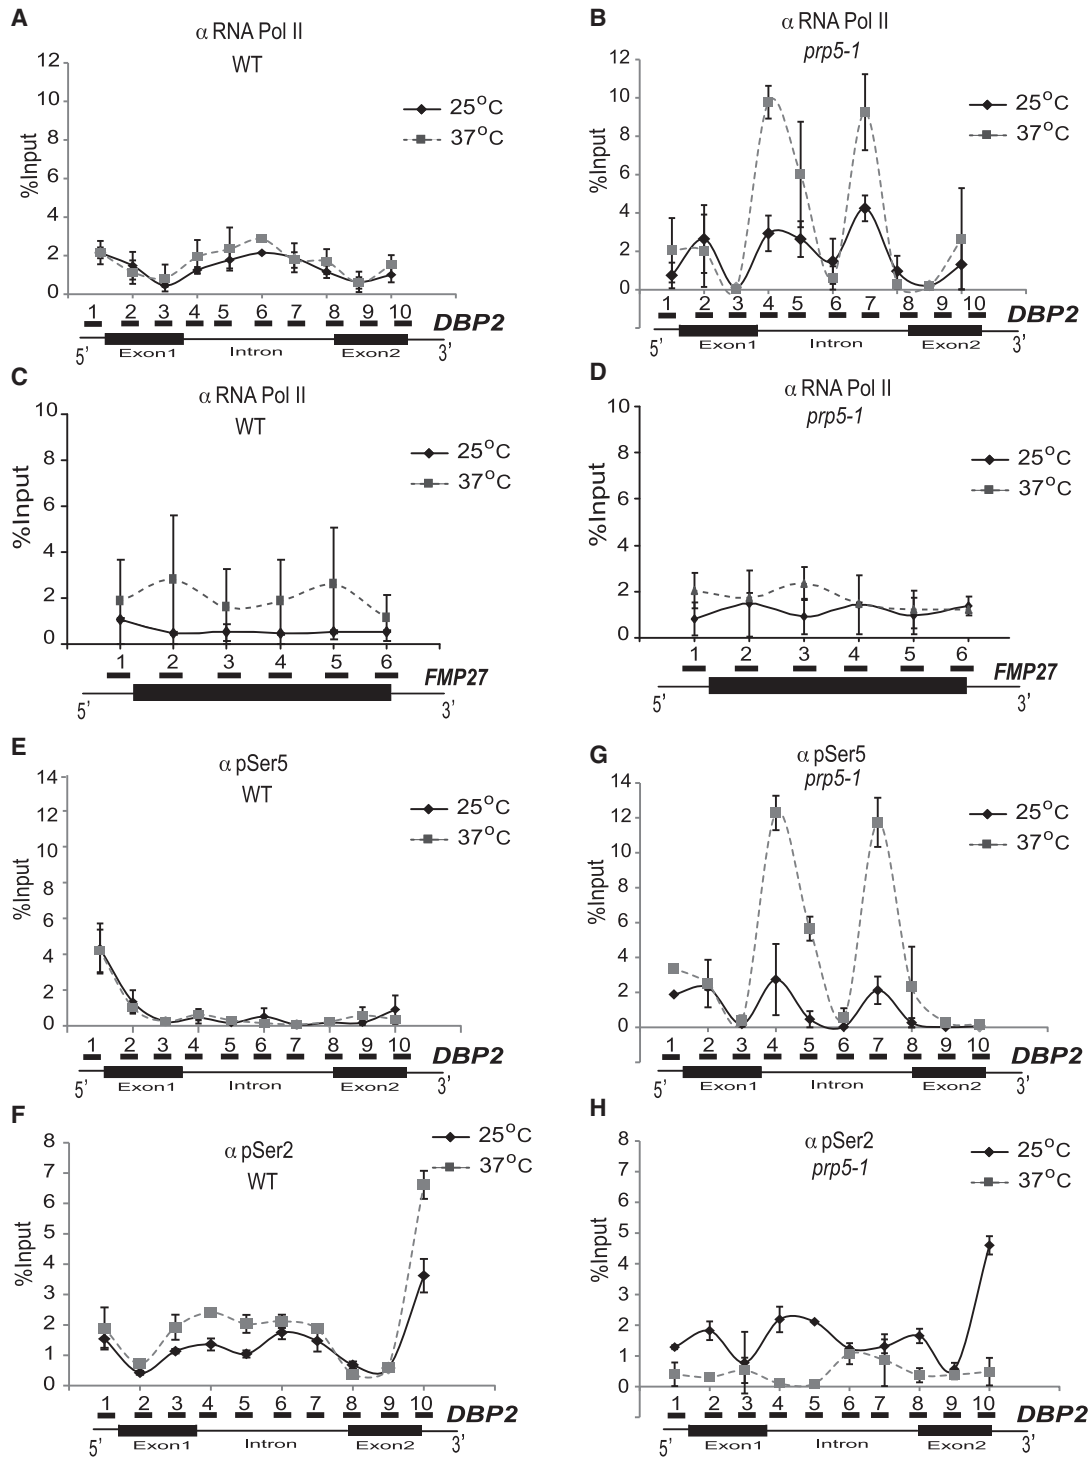 A
α RNA Pol II
WT
12
10
8
6
4
2
0
%Input
25°C
37°C
1 2 3 4 5 6 7 8 9 10
DBP2
5’ Exon1 Intron Exon2 3’
B
α RNA Pol II
prp5-1
12
10
8
6
4
2
0
%Input
25°C
37°C
1 2 3 4 5 6 7 8 9 10
DBP2
5’ Exon1 Intron Exon2 3’
C
α RNA Pol II
WT
10
8
6
4
2
0
%Input
25°C
37°C
1 2 3 4 5 6
FMP27
5’ 3’
D
α RNA Pol II
prp5-1
10
8
6
4
2
0
%Input
25°C
37°C
1 2 3 4 5 6
FMP27
5’ 3’
E
α pSer5
WT
14
12
10
8
6
4
2
0
%Input
25°C
37°C
1 2 3 4 5 6 7 8 9 10
DBP2
5’ Exon1 Intron Exon2 3’
G
α pSer5
prp5-1
14
12
10
8
6
4
2
0
%Input
25°C
37°C
1 2 3 4 5 6 7 8 9 10
DBP2
5’ Exon1 Intron Exon2 3’
F
α pSer2
WT
8
7
6
5
4
3
2
1
0
%Input
25°C
37°C
1 2 3 4 5 6 7 8 9 10
DBP2
5’ Exon1 Intron Exon2 3’
H
α pSer2
prp5-1
8
7
6
5
4
3
2
1
0
%Input
25°C
37°C
1 2 3 4 5 6 7 8 9 10
DBP2
5’ Exon1 Intron Exon2 3’